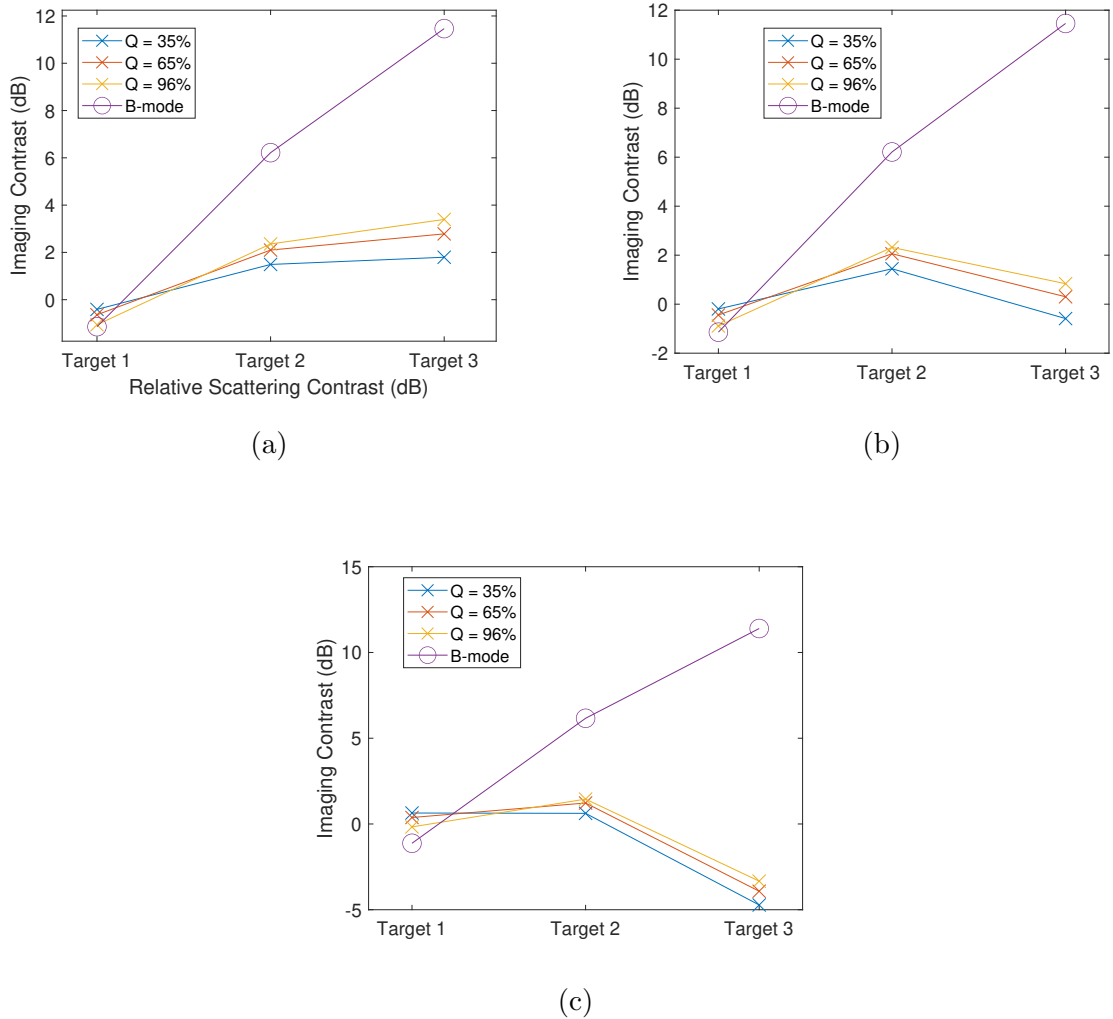 12
10
8
6
4
2
0
Imaging Contrast (dB)
Q = 35%
Q = 65%
Q = 96%
B-mode
Target 1
Target 2
Target 3
Relative Scattering Contrast (dB)
(a)
12
10
8
6
4
2
0
-2
Imaging Contrast (dB)
Q = 35%
Q = 65%
Q = 96%
B-mode
Target 1
Target 2
Target 3
(b)
15
10
5
0
-5
Imaging Contrast (dB)
Q = 35%
Q = 65%
Q = 96%
B-mode
Target 1
Target 2
Target 3
(c)